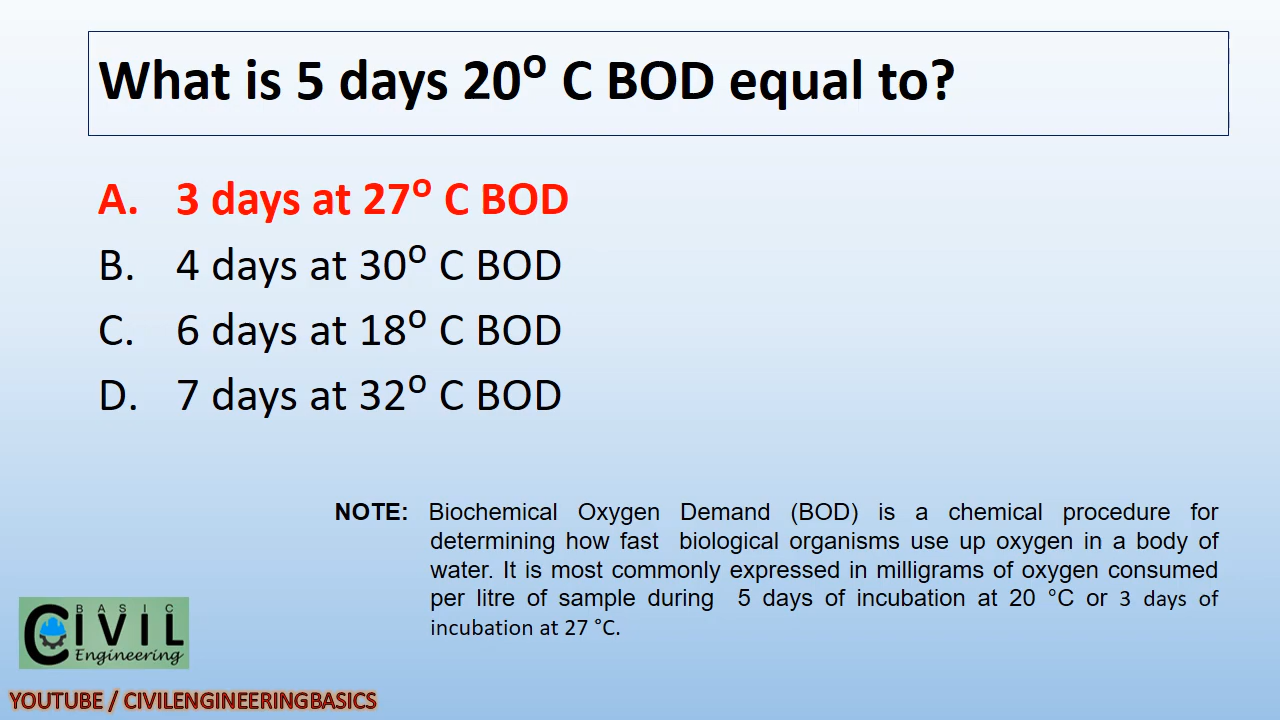 What is 5 days 20° C BOD equal to?
A. 3 days at 27° C BOD
B. 4 days at 30° C BOD
C. 6 days at 18° C BOD
D. 7 days at 32° C BOD
NOTE: Biochemical Oxygen Demand (BOD) is a chemical procedure for
determining how fast biological organisms use up oxygen in a body of
water. It is most commonly expressed in milligrams of oxygen consumed
per litre of sample during 5 days of incubation at 20 °C or 3 days of
incubation at 27 °C.
BASIC
CIVIL
Engineering
YOUTUBE / CIVILENGINEERINGBASICS